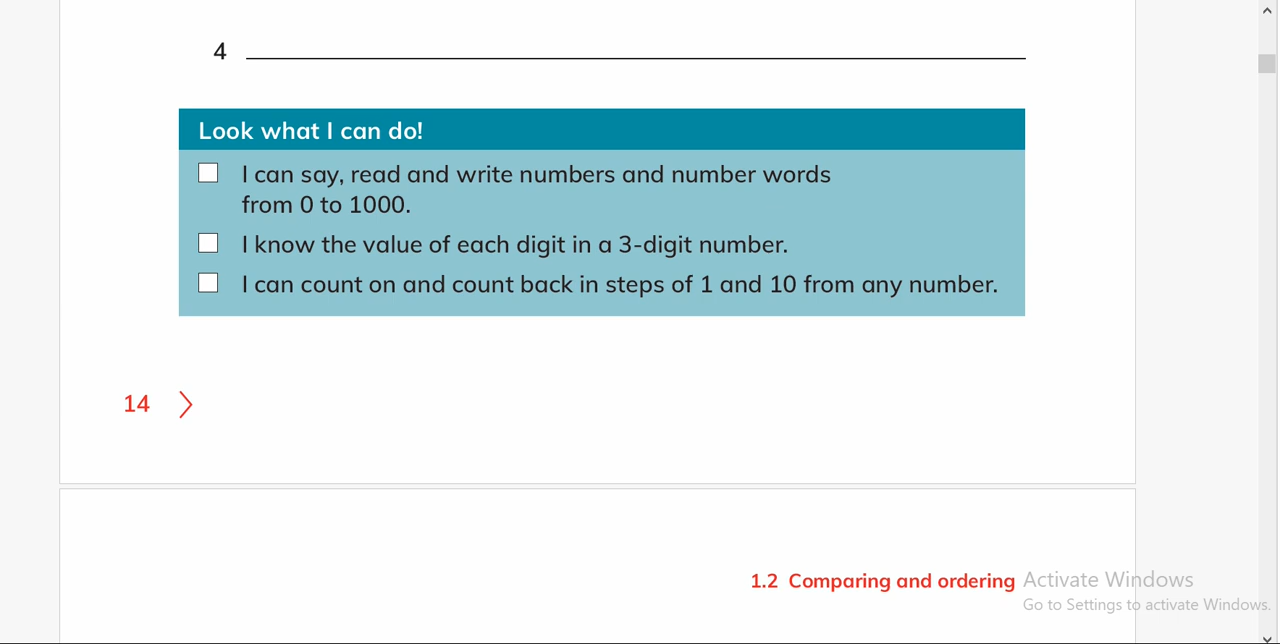 4
Look what I can do!
I can say, read and write numbers and number words
from 0 to 1000.
I know the value of each digit in a 3-digit number.
I can count on and count back in steps of 1 and 10 from any number.
14
1.2 Comparing and ordering
Activate Windows
Go to Settings to activate Windows.